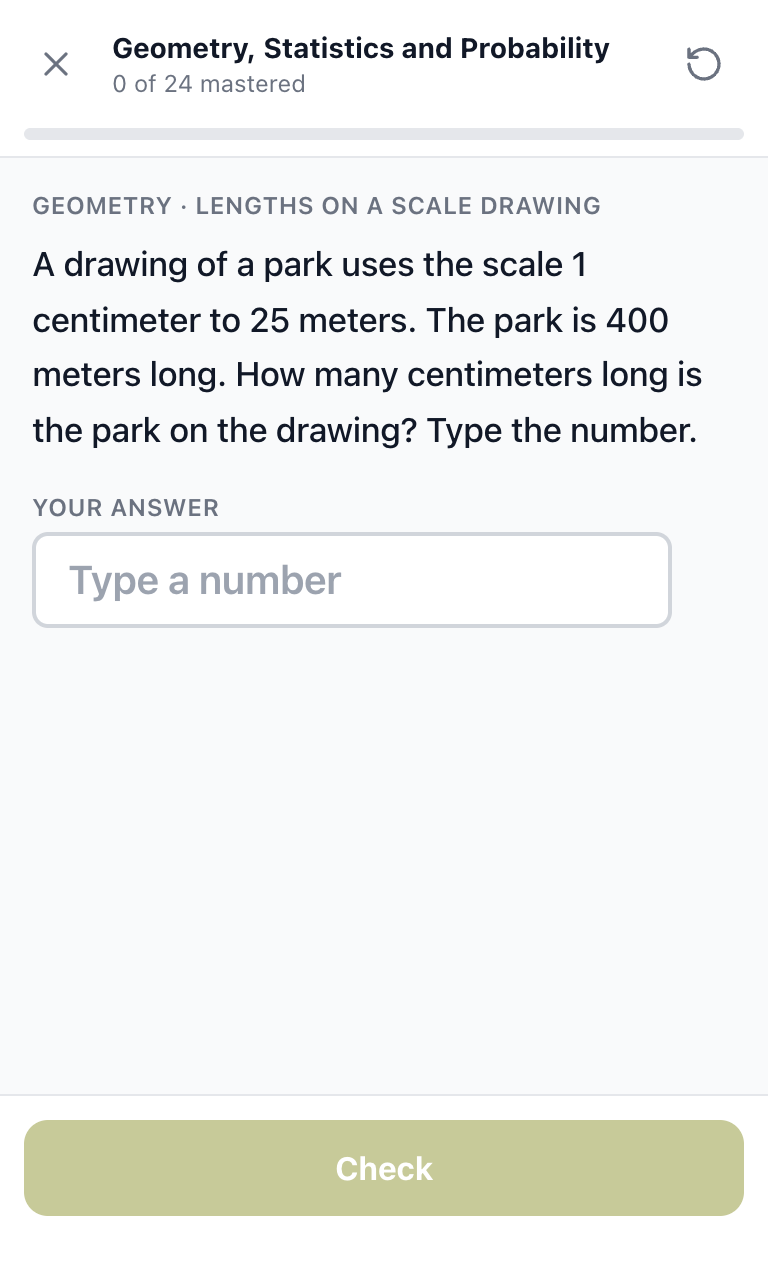 Geometry, Statistics and Probability
0 of 24 mastered
GEOMETRY · LENGTHS ON A SCALE DRAWING
A drawing of a park uses the scale 1
centimeter to 25 meters. The park is 400
meters long. How many centimeters long is
the park on the drawing? Type the number.
YOUR ANSWER
Type a number
Check